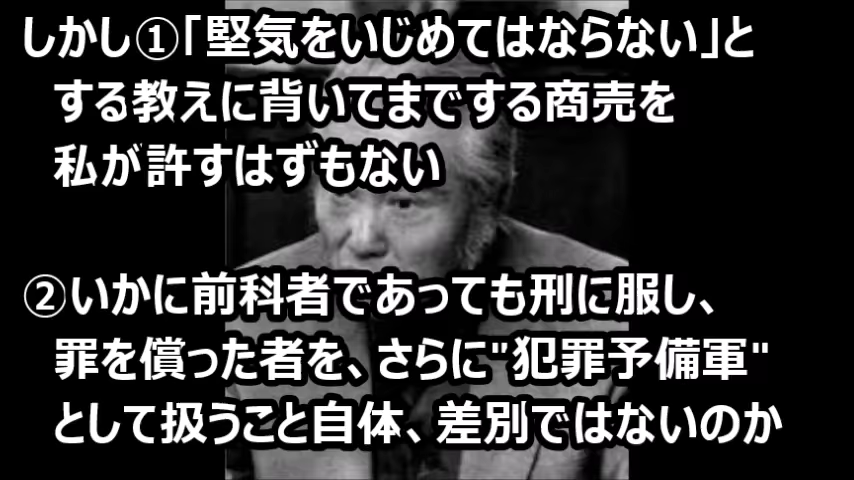 しかし①「堅気をいじめてはならない」と
する教えに背いてまでする商売を
私が許すはずもない
②いかに前科者であっても刑に服し、
罪を償った者を、さらに"犯罪予備軍"
として扱うこと自体、差別ではないのか